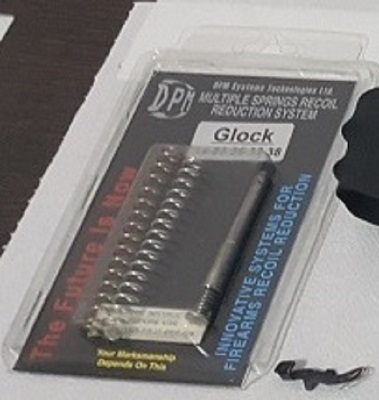 DPM
DPM Systems Technologies Ltd.
MULTIPLE SPRINGS RECOIL
REDUCTION SYSTEM
Glock
38
The Future Is Now
INNOVATIVE SYSTEMS FOR
FIREARMS RECOIL REDUCTION
Your Marksmanship
Depends On This